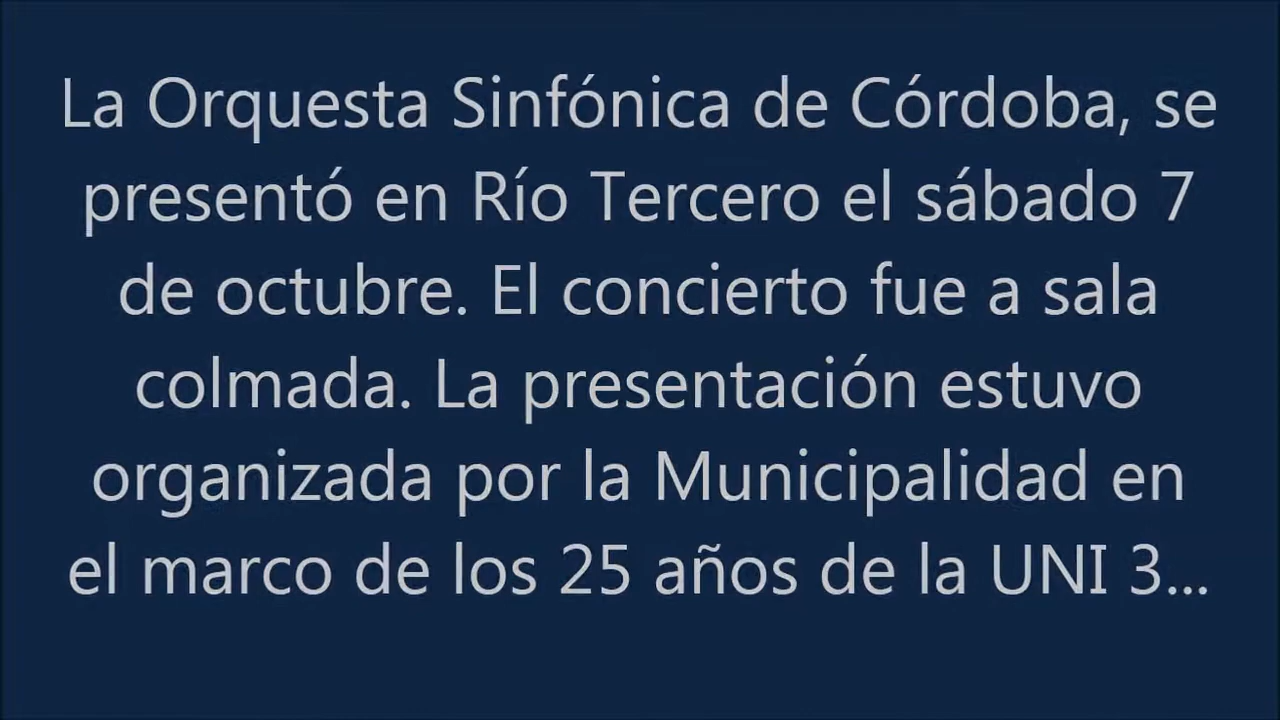 La Orquesta Sinfónica de Córdoba, se
presentó en Río Tercero el sábado 7
de octubre. El concierto fue a sala
colmada. La presentación estuvo
organizada por la Municipalidad en
el marco de los 25 años de la UNI 3...